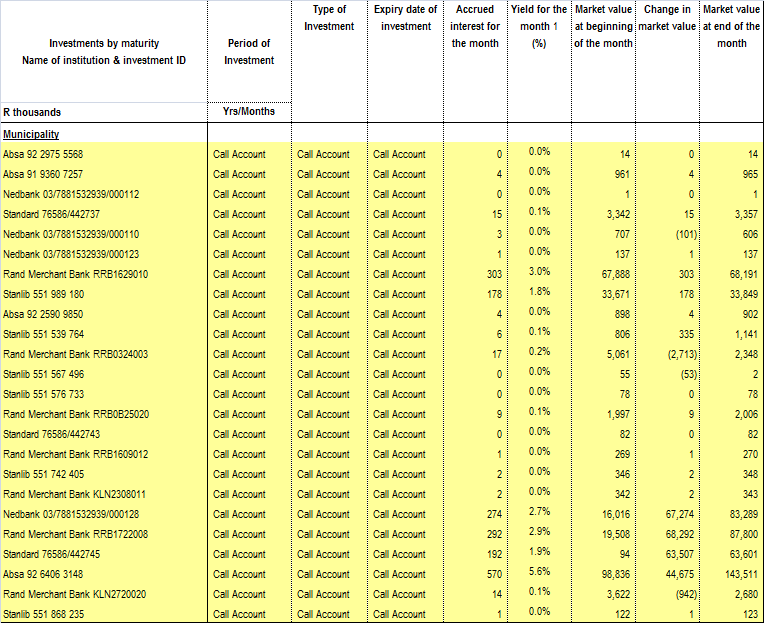 Investments by maturity
Name of institution & investment ID
Period of
Investment
Type of
Investment
Expiry date of
investment
Accrued
interest for
the month
Yield for the
month 1
(%)
Market value
at beginning
of the month
Change in
market value
Market value
at end of the
month
R thousands Yrs/Months
Municipality
Absa 92 2975 5568 Call Account Call Account Call Account 0 0.0% 14 0 14
Absa 91 9360 7257 Call Account Call Account Call Account 4 0.0% 961 4 965
Nedbank 03/7881532939/000112 Call Account Call Account Call Account 0 0.0% 1 0 1
Standard 76586/442737 Call Account Call Account Call Account 15 0.1% 3,342 15 3,357
Nedbank 03/7881532939/000110 Call Account Call Account Call Account 3 0.0% 707 (101) 606
Nedbank 03/7881532939/000123 Call Account Call Account Call Account 1 0.0% 137 1 137
Rand Merchant Bank RRB1629010 Call Account Call Account Call Account 303 3.0% 67,888 303 68,191
Stanlib 551 989 180 Call Account Call Account Call Account 178 1.8% 33,671 178 33,849
Absa 92 2590 9850 Call Account Call Account Call Account 4 0.0% 898 4 902
Stanlib 551 539 764 Call Account Call Account Call Account 6 0.1% 806 335 1,141
Rand Merchant Bank RRB0324003 Call Account Call Account Call Account 17 0.2% 5,061 (2,713) 2,348
Stanlib 551 567 496 Call Account Call Account Call Account 0 0.0% 55 (53) 2
Stanlib 551 576 733 Call Account Call Account Call Account 0 0.0% 78 0 78
Rand Merchant Bank RRB0B25020 Call Account Call Account Call Account 9 0.1% 1,997 9 2,006
Standard 76586/442743 Call Account Call Account Call Account 0 0.0% 82 0 82
Rand Merchant Bank RRB1609012 Call Account Call Account Call Account 1 0.0% 269 1 270
Stanlib 551 742 405 Call Account Call Account Call Account 2 0.0% 346 2 348
Rand Merchant Bank KLN2308011 Call Account Call Account Call Account 2 0.0% 342 2 343
Nedbank 03/7881532939/000128 Call Account Call Account Call Account 274 2.7% 16,016 67,274 83,289
Rand Merchant Bank RRB1722008 Call Account Call Account Call Account 292 2.9% 19,508 68,292 87,800
Standard 76586/442745 Call Account Call Account Call Account 192 1.9% 94 63,507 63,601
Absa 92 6406 3148 Call Account Call Account Call Account 570 5.6% 98,836 44,675 143,511
Rand Merchant Bank KLN2720020 Call Account Call Account Call Account 14 0.1% 3,622 (942) 2,680
Stanlib 551 868 235 Call Account Call Account Call Account 1 0.0% 122 1 123